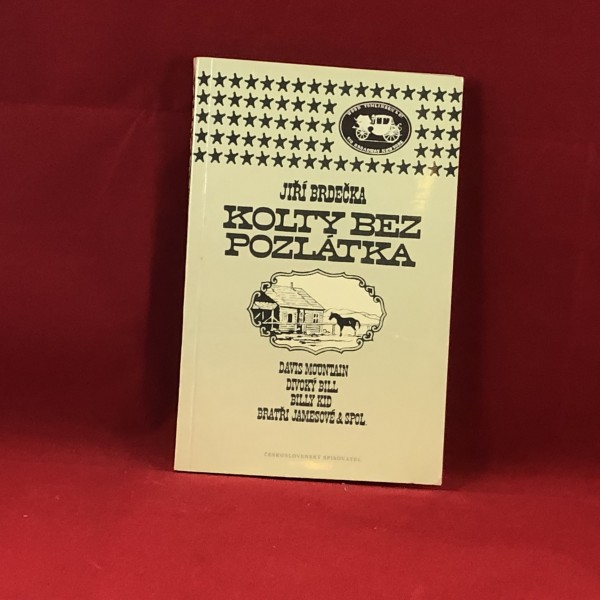 JIŘÍ BRDEČKA
KOLTY BEZ
POZLÁTKA
DAVIS MOUNTAIN
DIVOKÝ BILL
BILLY KID
BRATŘI JAMESOVÉ & SPOL.
ČESKOSLOVENSKÝ SPISOVATEL